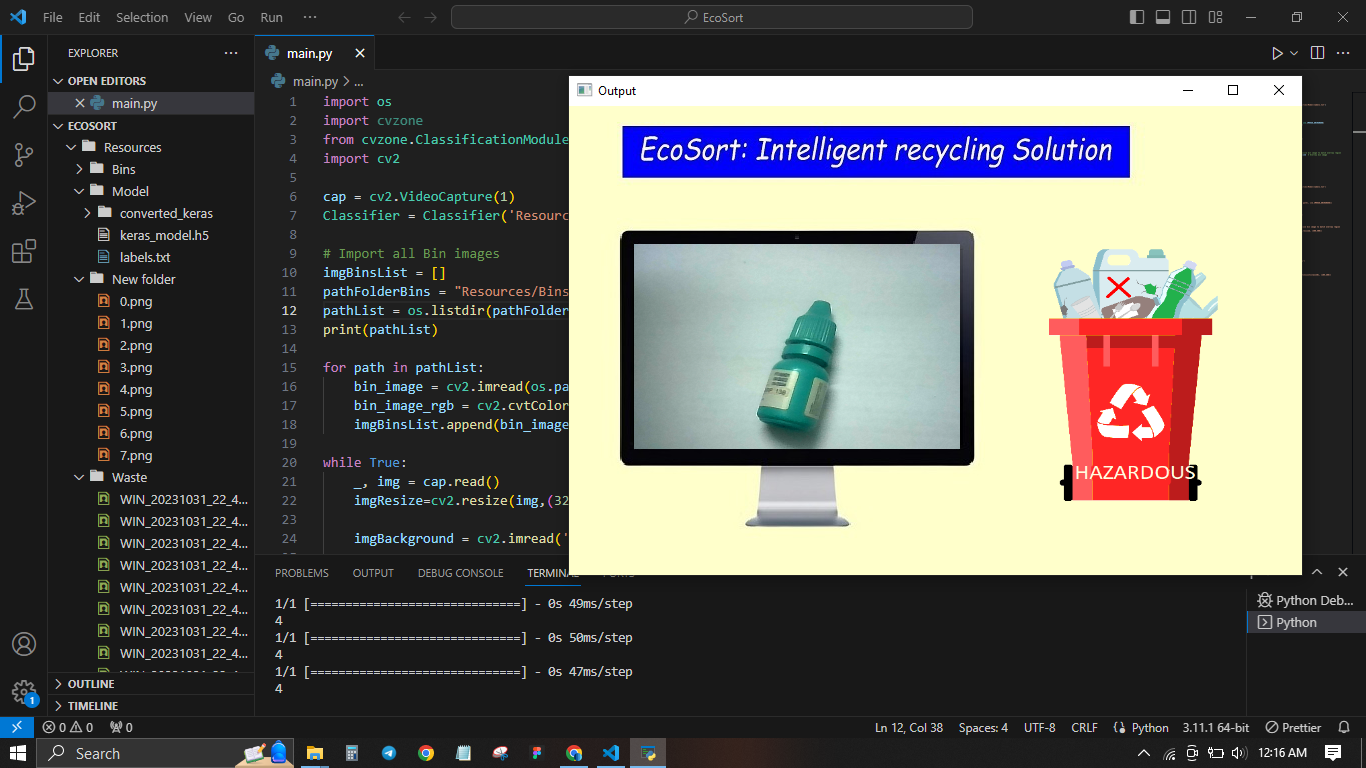 File Edit Selection View Go Run ···
EcoSort
EXPLORER
OPEN EDITORS
main.py
ECOSORT
Resources
Bins
Model
converted_keras
keras_model.h5
labels.txt
New folder
0.png
1.png
2.png
3.png
4.png
5.png
6.png
7.png
Waste
WIN_20231031_22_4...
WIN_20231031_22_4...
WIN_20231031_22_4...
WIN_20231031_22_4...
WIN_20231031_22_4...
WIN_20231031_22_4...
WIN_20231031_22_4...
WIN_20231031_22_4...
OUTLINE
TIMELINE
main.py
main.py > ...
1 import os
2 import cvzone
3 from cvzone.ClassificationModule
4 import cv2
5
6 cap = cv2.VideoCapture(1)
7 Classifier = Classifier('Resourc
8
9 # Import all Bin images
10 imgBinsList = []
11 pathFolderBins = "Resources/Bins
12 pathList = os.listdir(pathFolder
13 print(pathList)
14
15 for path in pathList:
16 bin_image = cv2.imread(os.pa
17 bin_image_rgb = cv2.cvtColor
18 imgBinsList.append(bin_image
19
20 while True:
21 _, img = cap.read()
22 imgResize=cv2.resize(img,(32
23
24 imgBackground = cv2.imread('
Output
EcoSort: Intelligent recycling Solution
HAZARDOUS
PROBLEMS OUTPUT DEBUG CONSOLE TERMINAL PORTS
1/1 [==============================] - 0s 49ms/step
4
1/1 [==============================] - 0s 50ms/step
4
1/1 [==============================] - 0s 47ms/step
4
Python Deb...
Python
1
0 0 0
Ln 12, Col 38 Spaces: 4 UTF-8 CRLF Python 3.11.1 64-bit Prettier
Search
12:16 AM